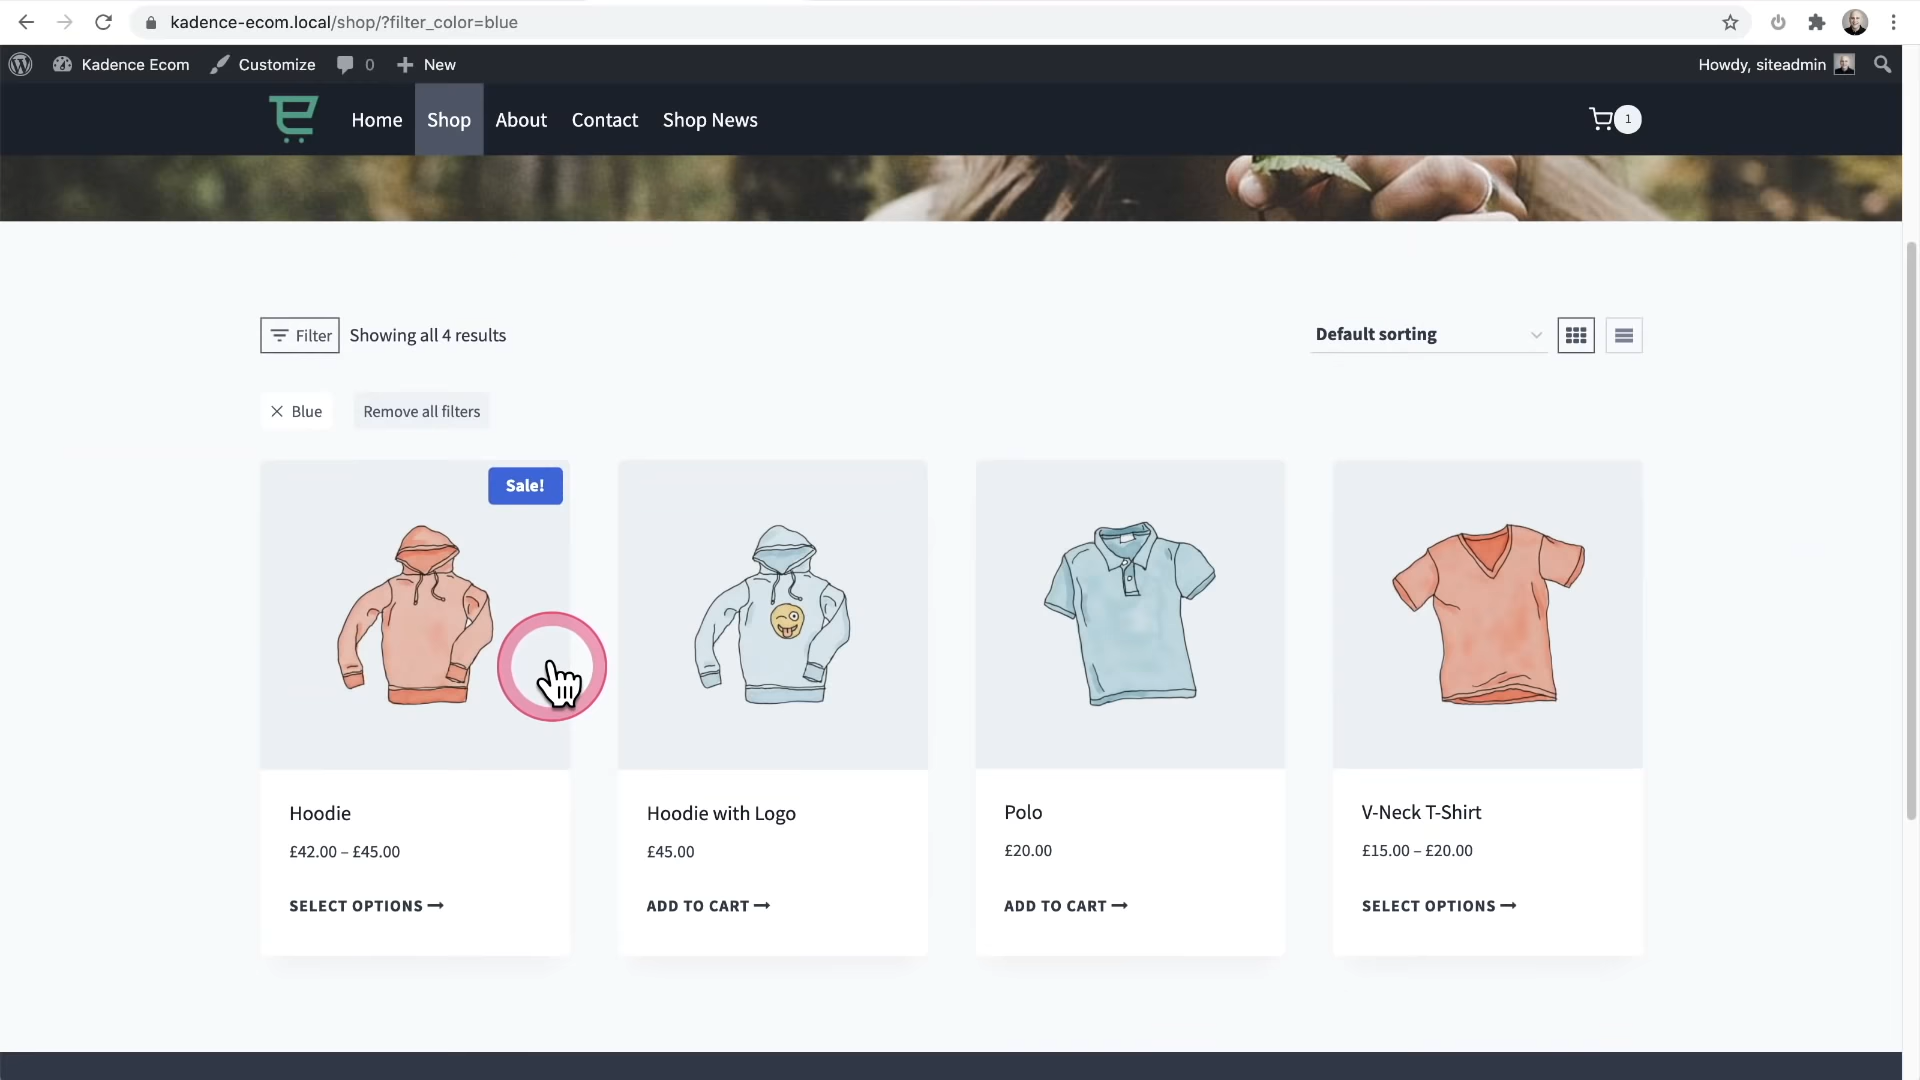 kadence-ecom.local/shop/?filter_color=blue
Kadence Ecom Customize 0 New Howdy, siteadmin
Home Shop About Contact Shop News 1
Filter Showing all 4 results Default sorting
Blue Remove all filters
Sale!
Hoodie Hoodie with Logo Polo V-Neck T-Shirt
£42.00 – £45.00 £45.00 £20.00 £15.00 – £20.00
SELECT OPTIONS ADD TO CART ADD TO CART SELECT OPTIONS